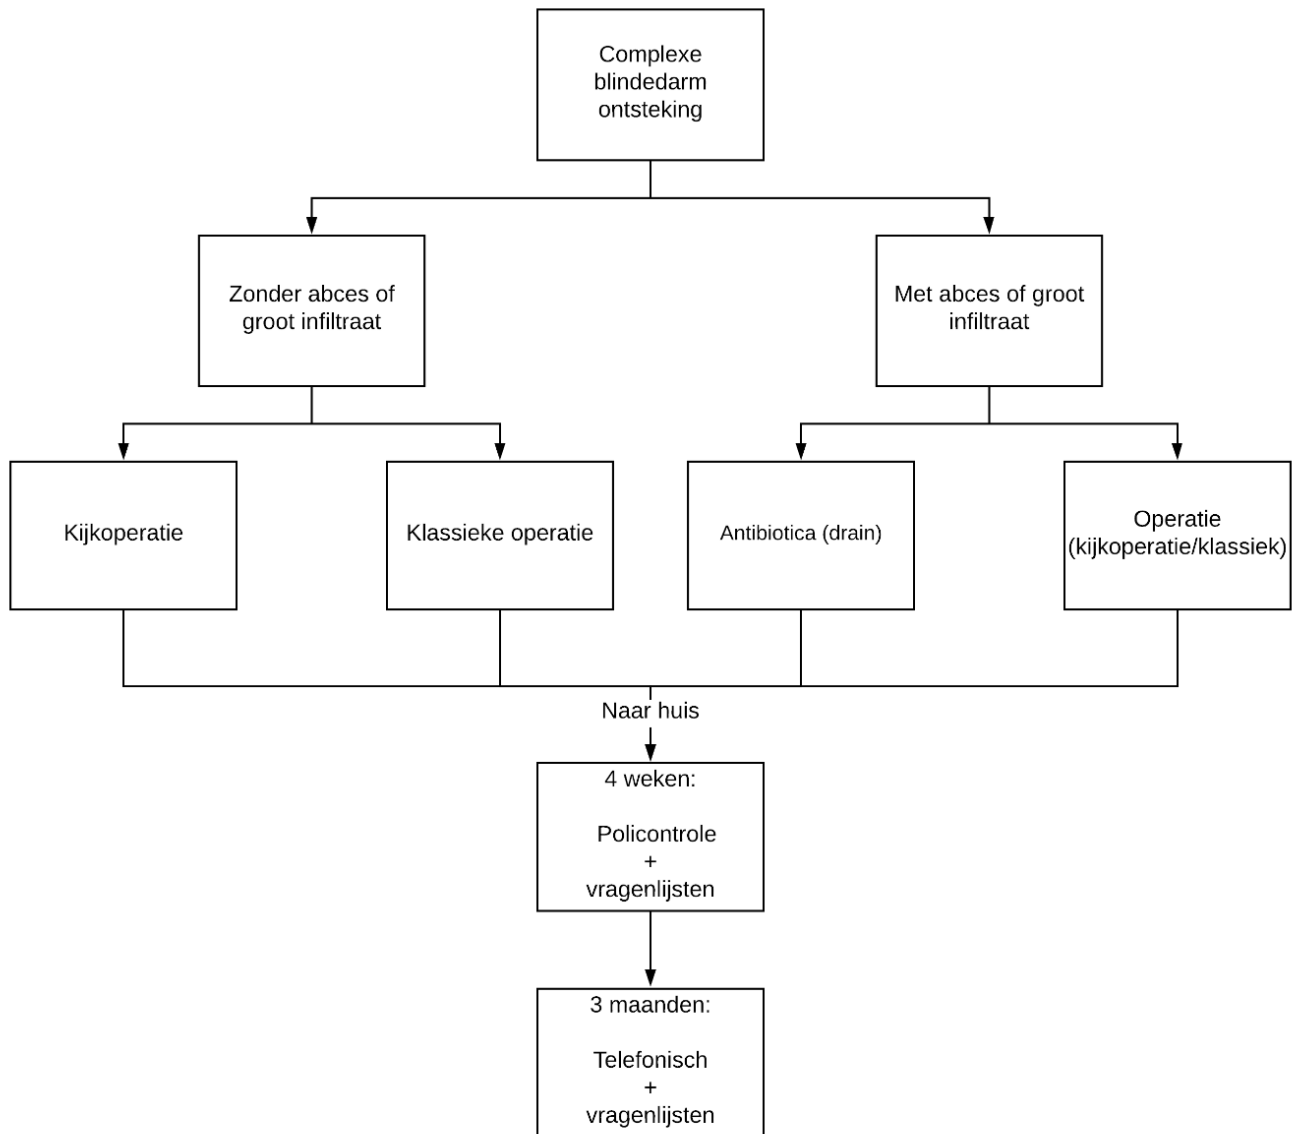 Complexe
blindedarm
ontsteking
Zonder abces of
groot infiltraat
Met abces of groot
infiltraat
Kijkoperatie
Klassieke operatie
Antibiotica (drain)
Operatie
(kijkoperatie/klassiek)
Naar huis
4 weken:
Policontrole
+
vragenlijsten
3 maanden:
Telefonisch
+
vragenlijsten